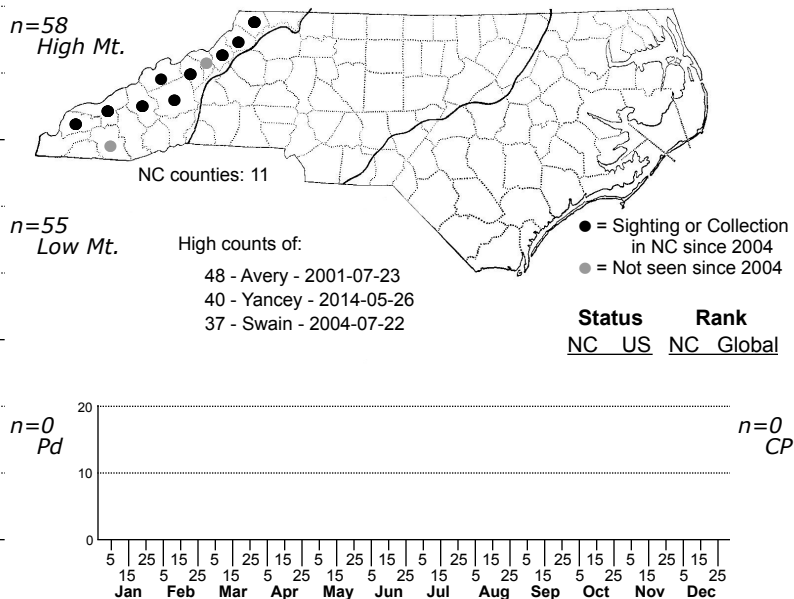 n=58
High Mt.
NC counties: 11
n=55
Low Mt.
High counts of:
48 - Avery - 2001-07-23
40 - Yancey - 2014-05-26
37 - Swain - 2004-07-22
= Sighting or Collection
in NC since 2004
= Not seen since 2004
Status Rank
NC US NC Global
n=0
Pd
20
10
0
n=0
CP
5 25 15 5 25 15 5 25 15 5 25 15 5 25 15 5 25 15
15 5 25 15 5 25 15 5 25 15 5 25 15 5 25 15 5 25
Jan Feb Mar Apr May Jun Jul Aug Sep Oct Nov Dec